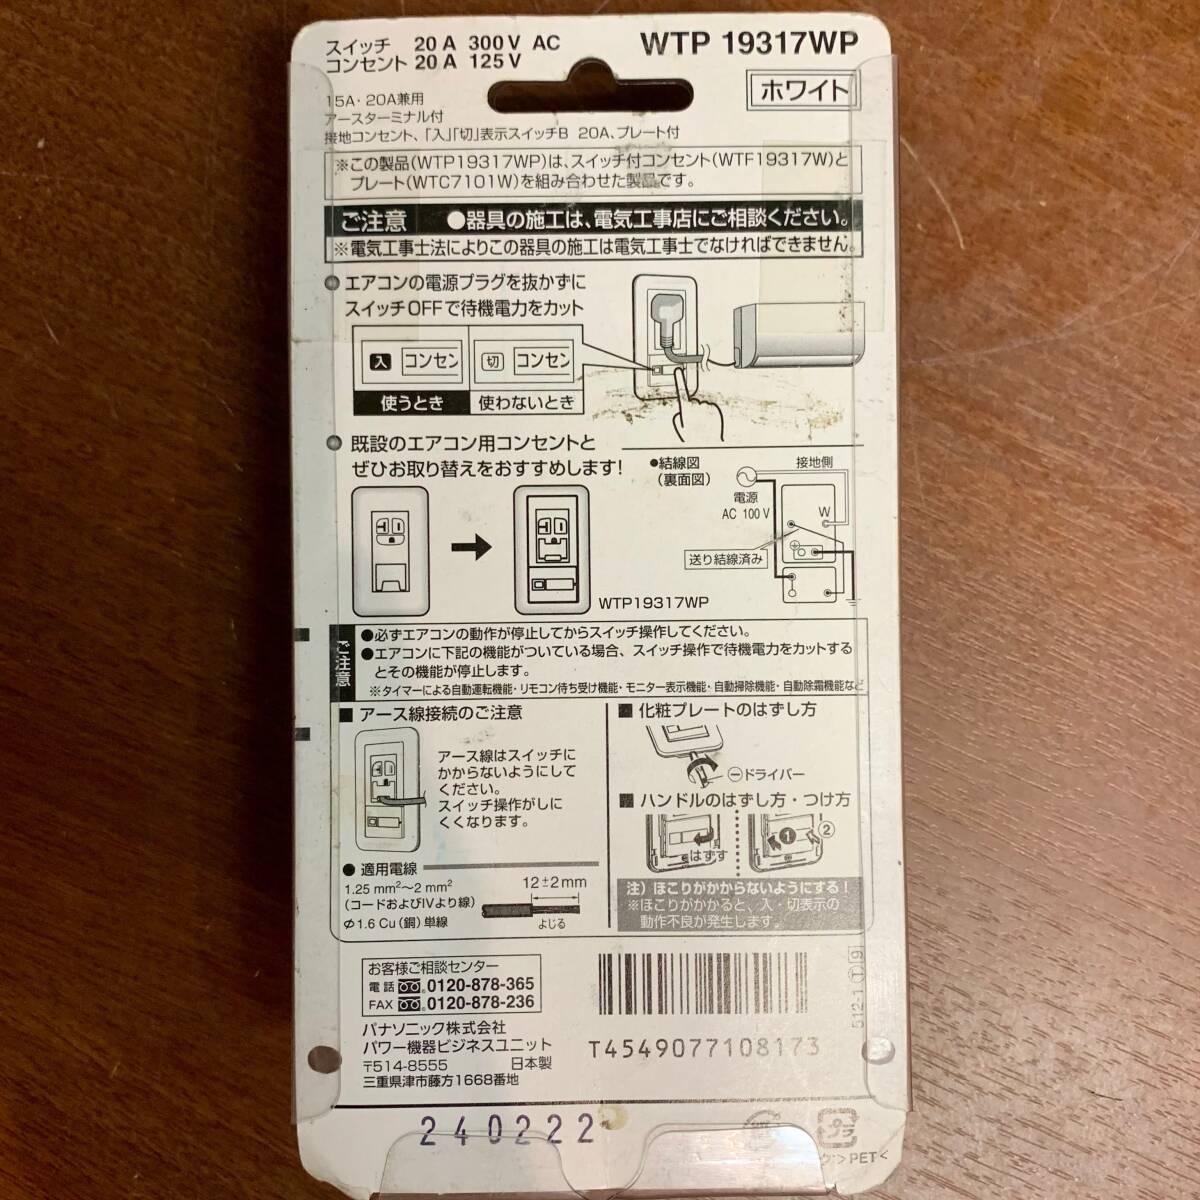 スイッチ 20A 300V AC
コンセント 20A 125V
WTP 19317WP
ホワイト
15A・20A兼用
アースターミナル付
接地コンセント、「入」「切」表示スイッチB 20A、プレート付
※この製品(WTP19317WP)は、スイッチ付コンセント(WTF19317W)と
プレート(WTC7101W)を組み合わせた製品です。
ご注意 ●器具の施工は、電気工事店にご相談ください。
※電気工事士法によりこの器具の施工は電気工事士でなければできません。
エアコンの電源プラグを抜かずに
スイッチOFFで待機電力をカット
入 コンセン 切 コンセン
使うとき 使わないとき
既設のエアコン用コンセントと
ぜひお取り替えをおすすめします!
●結線図
(裏面図)
接地側
電源
AC 100V
W
送り結線済み
WTP19317WP
ご注意
●必ずエアコンの動作が停止してからスイッチ操作してください。
●エアコンに下記の機能がついている場合、スイッチ操作で待機電力をカットする
とその機能が停止します。
※タイマーによる自動運転機能・リモコン待ち受け機能・モニター表示機能・自動掃除機能・自動除霜機能など
■ アース線接続のご注意
アース線はスイッチに
かからないようにして
ください。
スイッチ操作がしに
くくなります。
■ 化粧プレートのはずし方
⊖ドライバー
■ ハンドルのはずし方・つけ方
はずす
❶ ②
注)ほこりがかからないようにする!
※ほこりがかかると、入・切表示の
動作不良が発生します。
● 適用電線
1.25 mm²～2 mm²
(コードおよびIVより線)
φ1.6 Cu(銅)単線
12±2mm
よじる
お客様ご相談センター
電話 0120-878-365
FAX 0120-878-236
パナソニック株式会社
パワー機器ビジネスユニット
〒514-8555 日本製
三重県津市藤方1668番地
T4549077108173
512-1 T 9
240222
プラ
>PET<